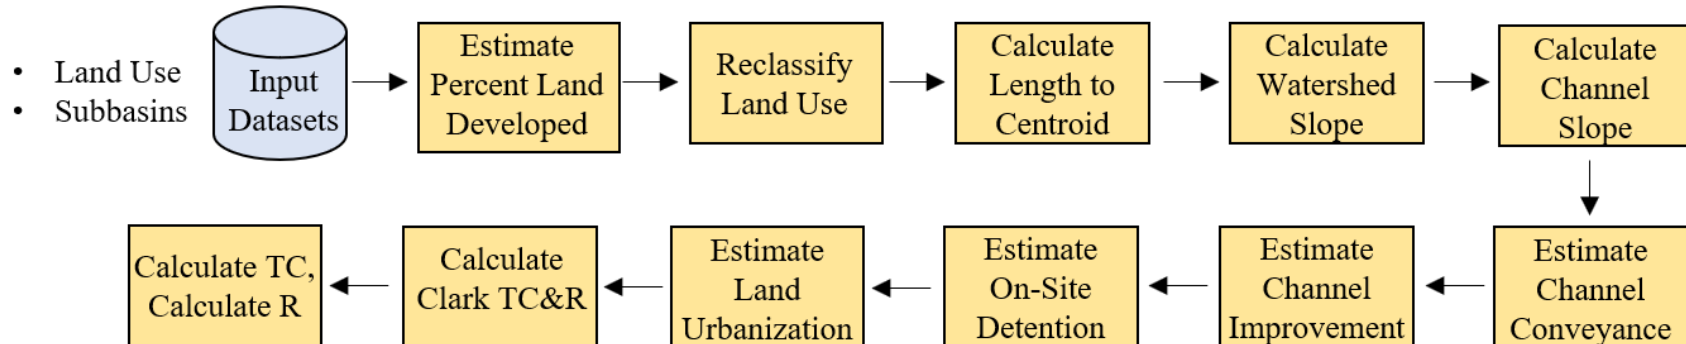 • Land Use
• Subbasins
Input
Datasets
Estimate
Percent Land
Developed
Reclassify
Land Use
Calculate
Length to
Centroid
Calculate
Watershed
Slope
Calculate
Channel
Slope
Estimate
Channel
Conveyance
Estimate
Channel
Improvement
Estimate
On-Site
Detention
Estimate
Land
Urbanization
Calculate
Clark TC&R
Calculate TC,
Calculate R